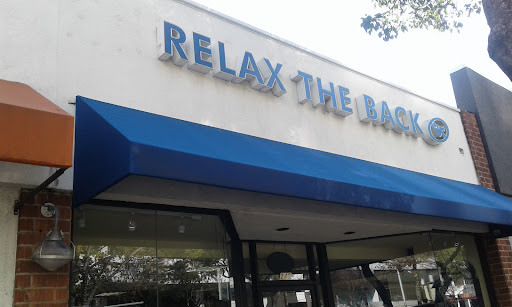 RELAX THE BACK